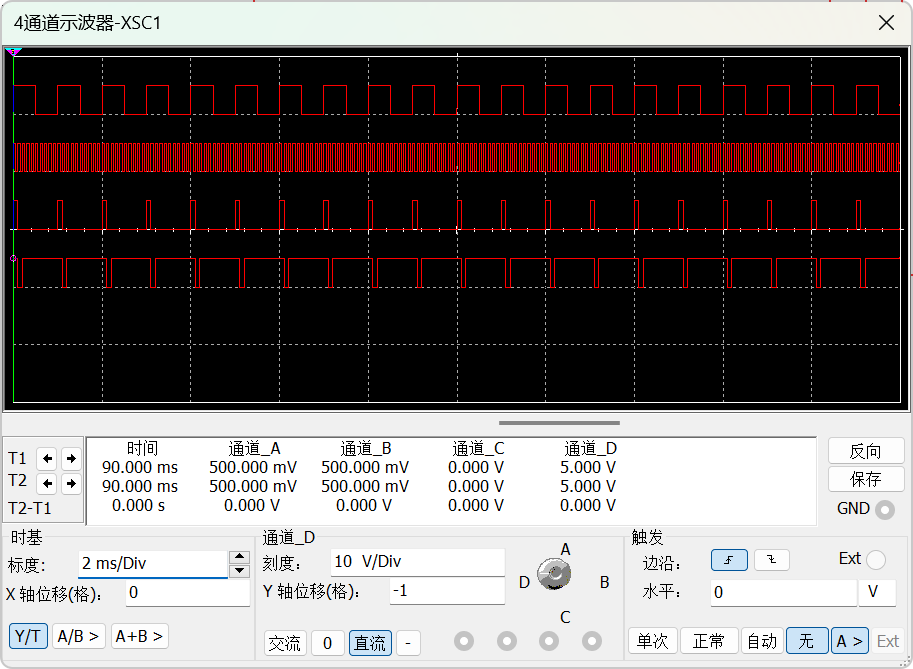 4通道示波器-XSC1
时间 通道_A 通道_B 通道_C 通道_D
T1 90.000 ms 500.000 mV 500.000 mV 0.000 V 5.000 V
T2 90.000 ms 500.000 mV 500.000 mV 0.000 V 5.000 V
T2-T1 0.000 s 0.000 V 0.000 V 0.000 V 0.000 V
反向
保存
GND
时基
标度: 2 ms/Div
X 轴位移(格): 0
Y/T A/B > A+B >
通道_D
刻度: 10 V/Div
Y 轴位移(格): -1
交流 0 直流 -
A
D B
C
触发
边沿: Ext
水平: 0 V
单次 正常 自动 无 A > Ext